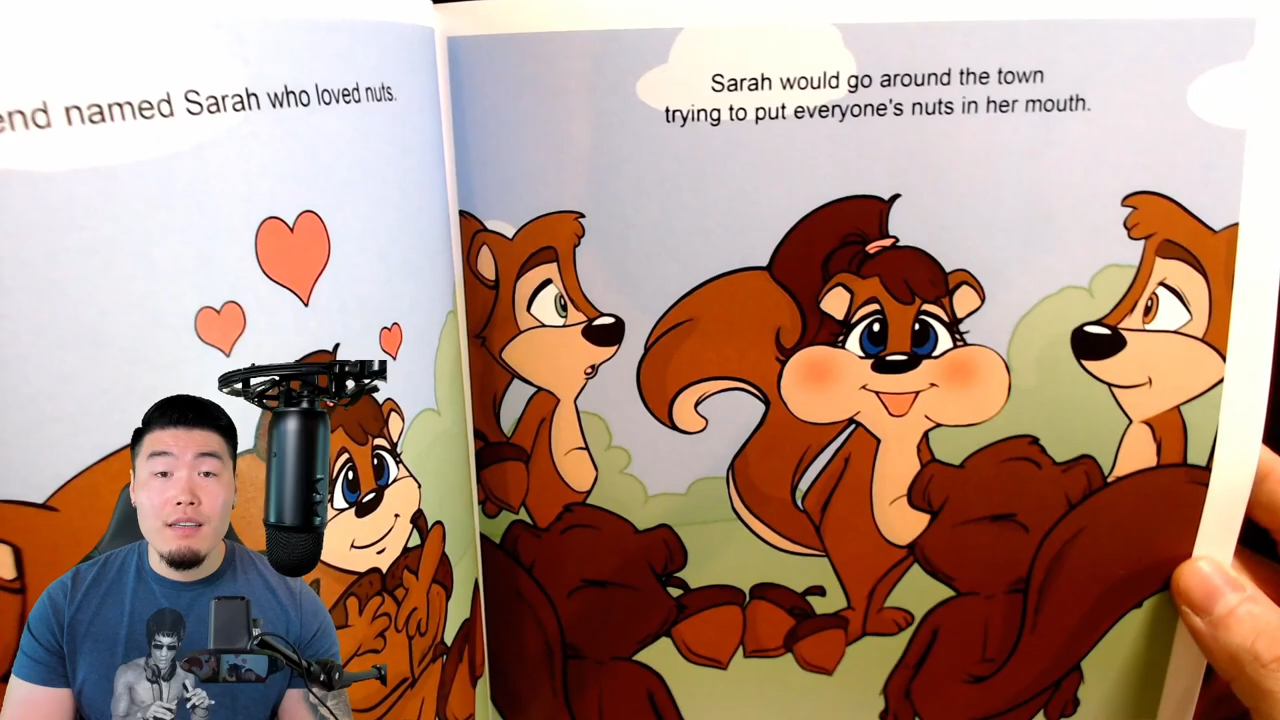 end named Sarah who loved nuts.
Sarah would go around the town
trying to put everyone's nuts in her mouth.